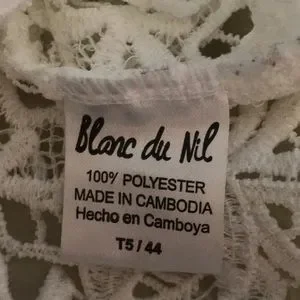 Blanc du Nil
100% POLYESTER
MADE IN CAMBODIA
Hecho en Camboya
T5 / 44